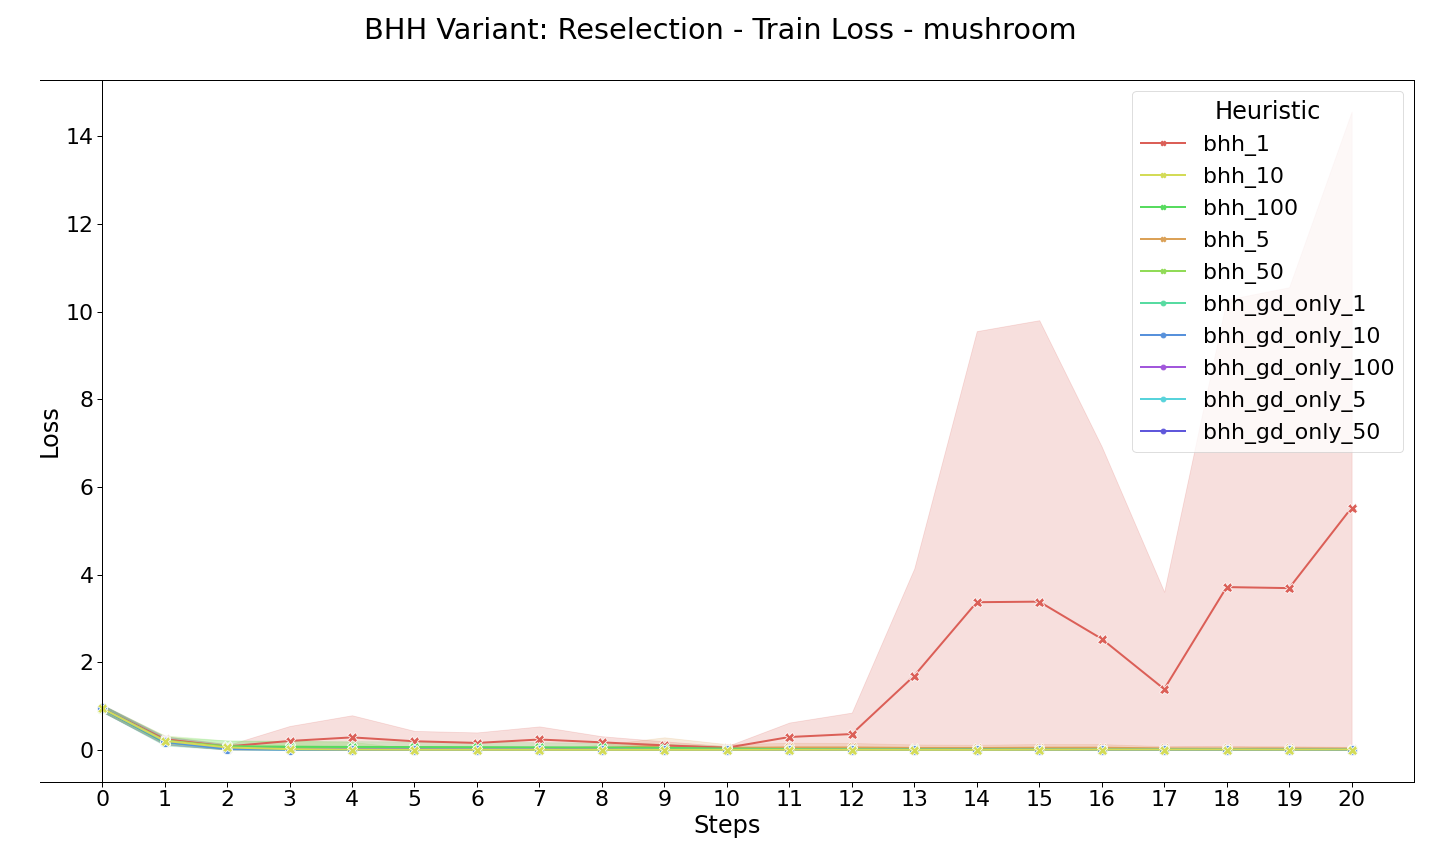 BHH Variant: Reselection - Train Loss - mushroom
Heuristic
bhh_1
bhh_10
bhh_100
bhh_5
bhh_50
bhh_gd_only_1
bhh_gd_only_10
bhh_gd_only_100
bhh_gd_only_5
bhh_gd_only_50
Loss
14
12
10
8
6
4
2
0
0 1 2 3 4 5 6 7 8 9 10 11 12 13 14 15 16 17 18 19 20
Steps